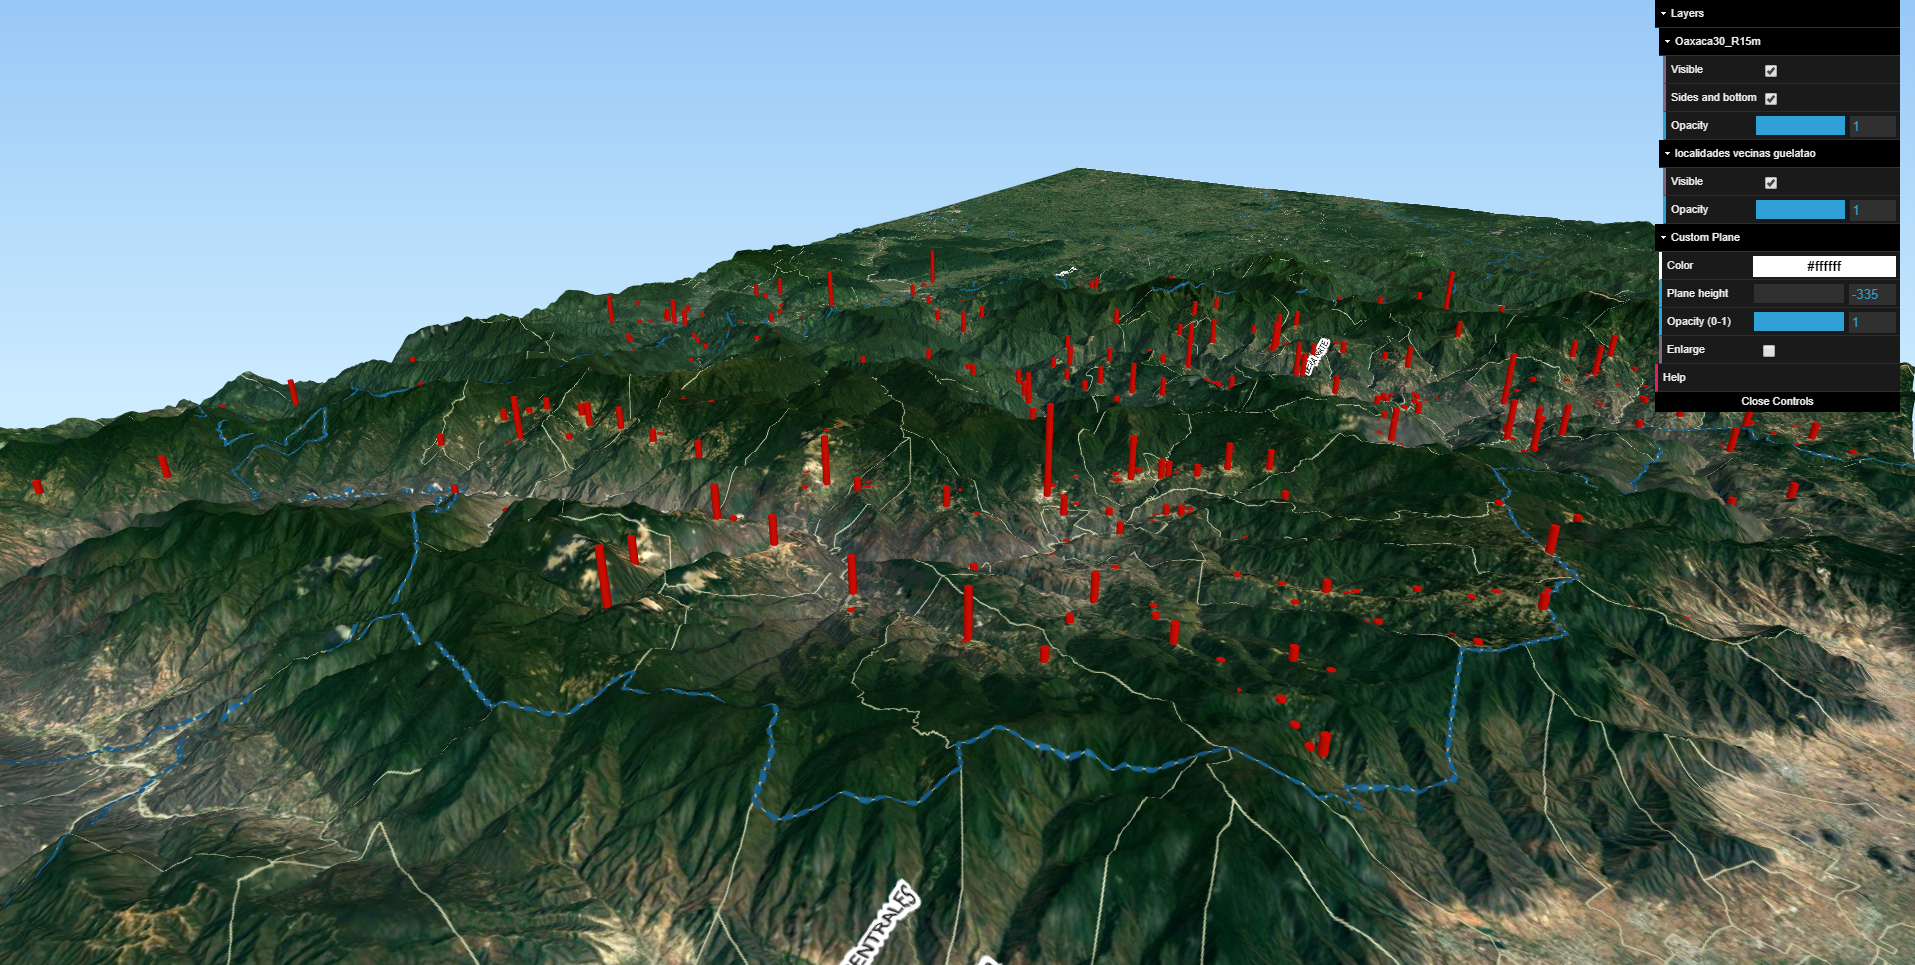 Layers
Oaxaca30_R15m
Visible
Sides and bottom
Opacity 1
localidades vecinas guelatao
Visible
Opacity 1
Custom Plane
Color #ffffff
Plane height -335
Opacity (0-1) 1
Enlarge
Help
Close Controls
ENTRALES